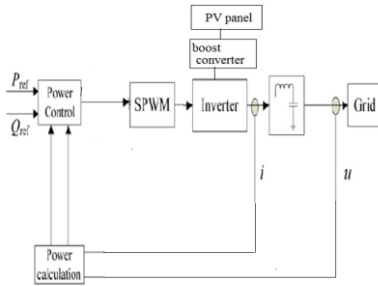 PV panel
boost
converter
P_ref
Q_ref
Power
Control
SPWM
Inverter
Grid
i
u
Power
calculation